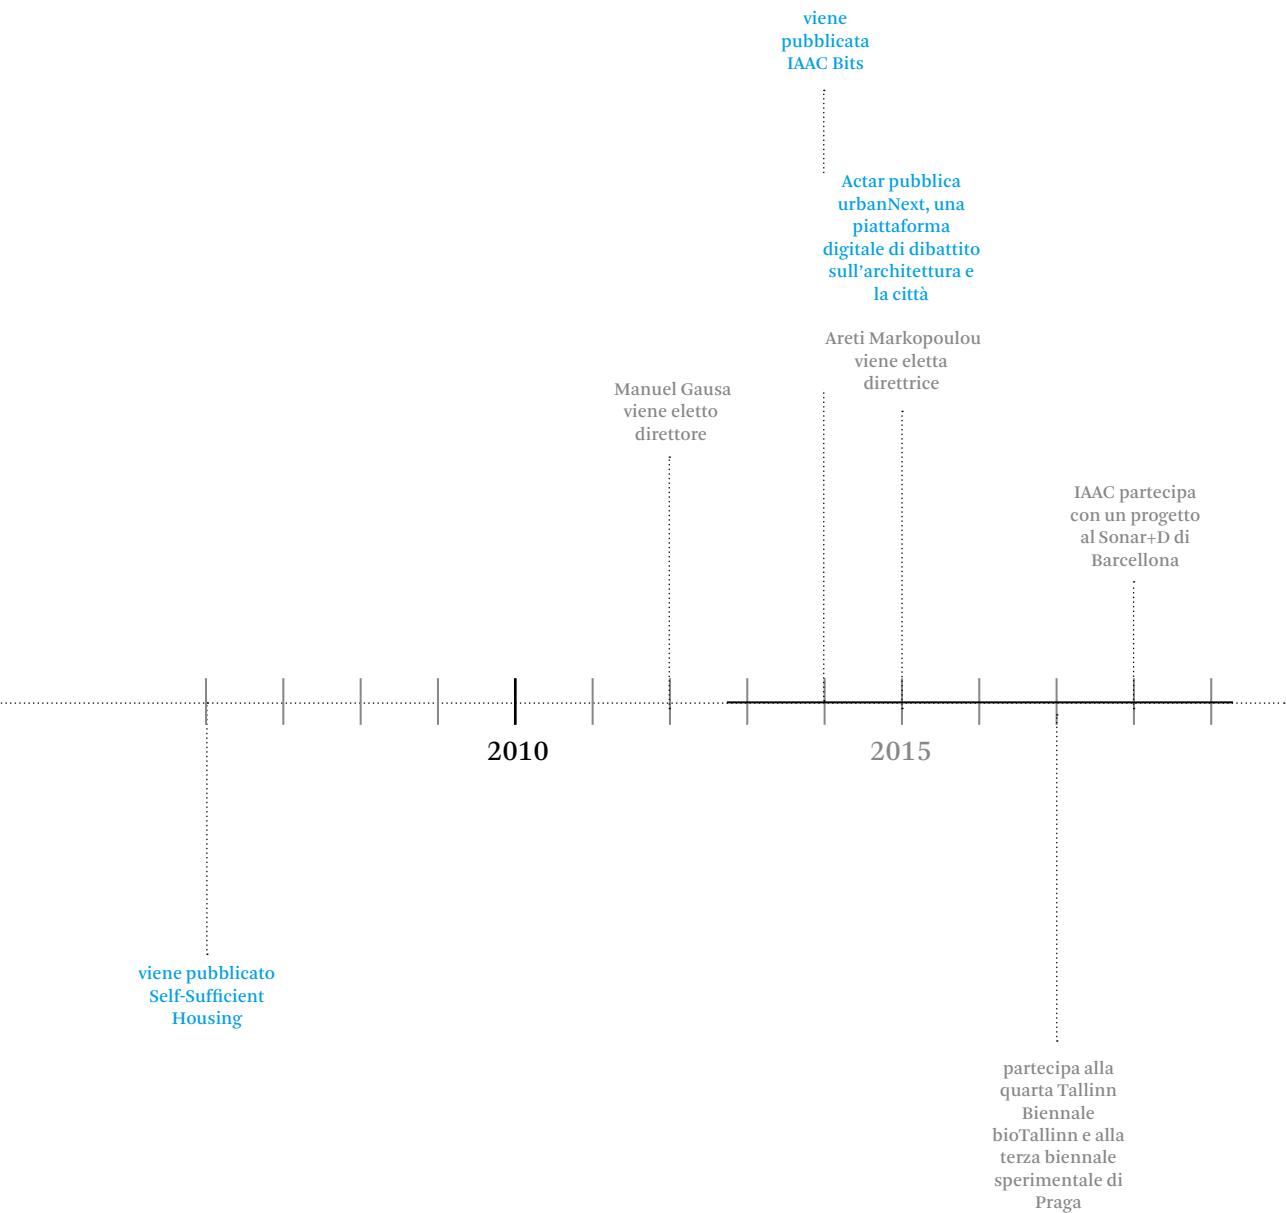 viene
pubblicata
IAAC Bits
Actar pubblica
urbanNext, una
piattaforma
digitale di dibattito
sull’architettura e
la città
Areti Markopoulou
viene eletta
direttrice
Manuel Gausa
viene eletto
direttore
IAAC partecipa
con un progetto
al Sonar+D di
Barcellona
2010
2015
viene pubblicato
Self-Sufficient
Housing
partecipa alla
quarta Tallinn
Biennale
bioTallinn e alla
terza biennale
sperimentale di
Praga